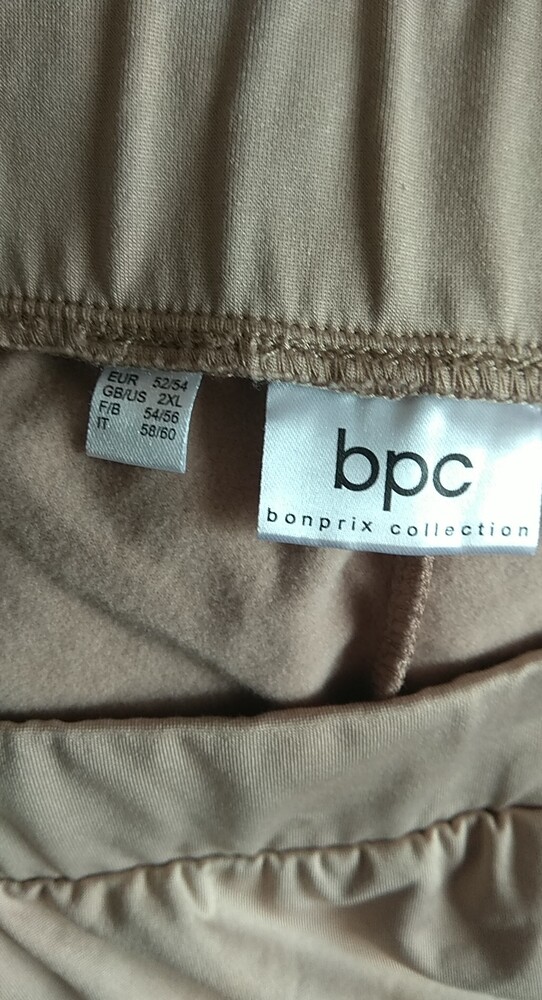 EUR 52/54
GB/US 2XL
F/B 54/56
IT 58/60
bpc
bonprix collection